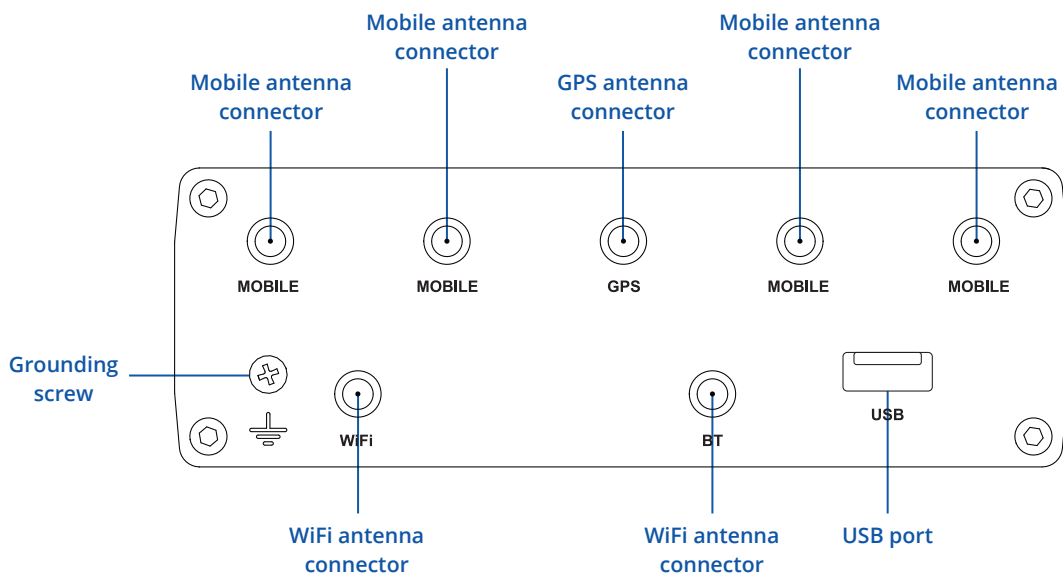 Mobile antenna
connector
Mobile antenna
connector
Mobile antenna
connector
GPS antenna
connector
Mobile antenna
connector
MOBILE
MOBILE
GPS
MOBILE
MOBILE
Grounding
screw
WiFi
BT
USB
WiFi antenna
connector
WiFi antenna
connector
USB port